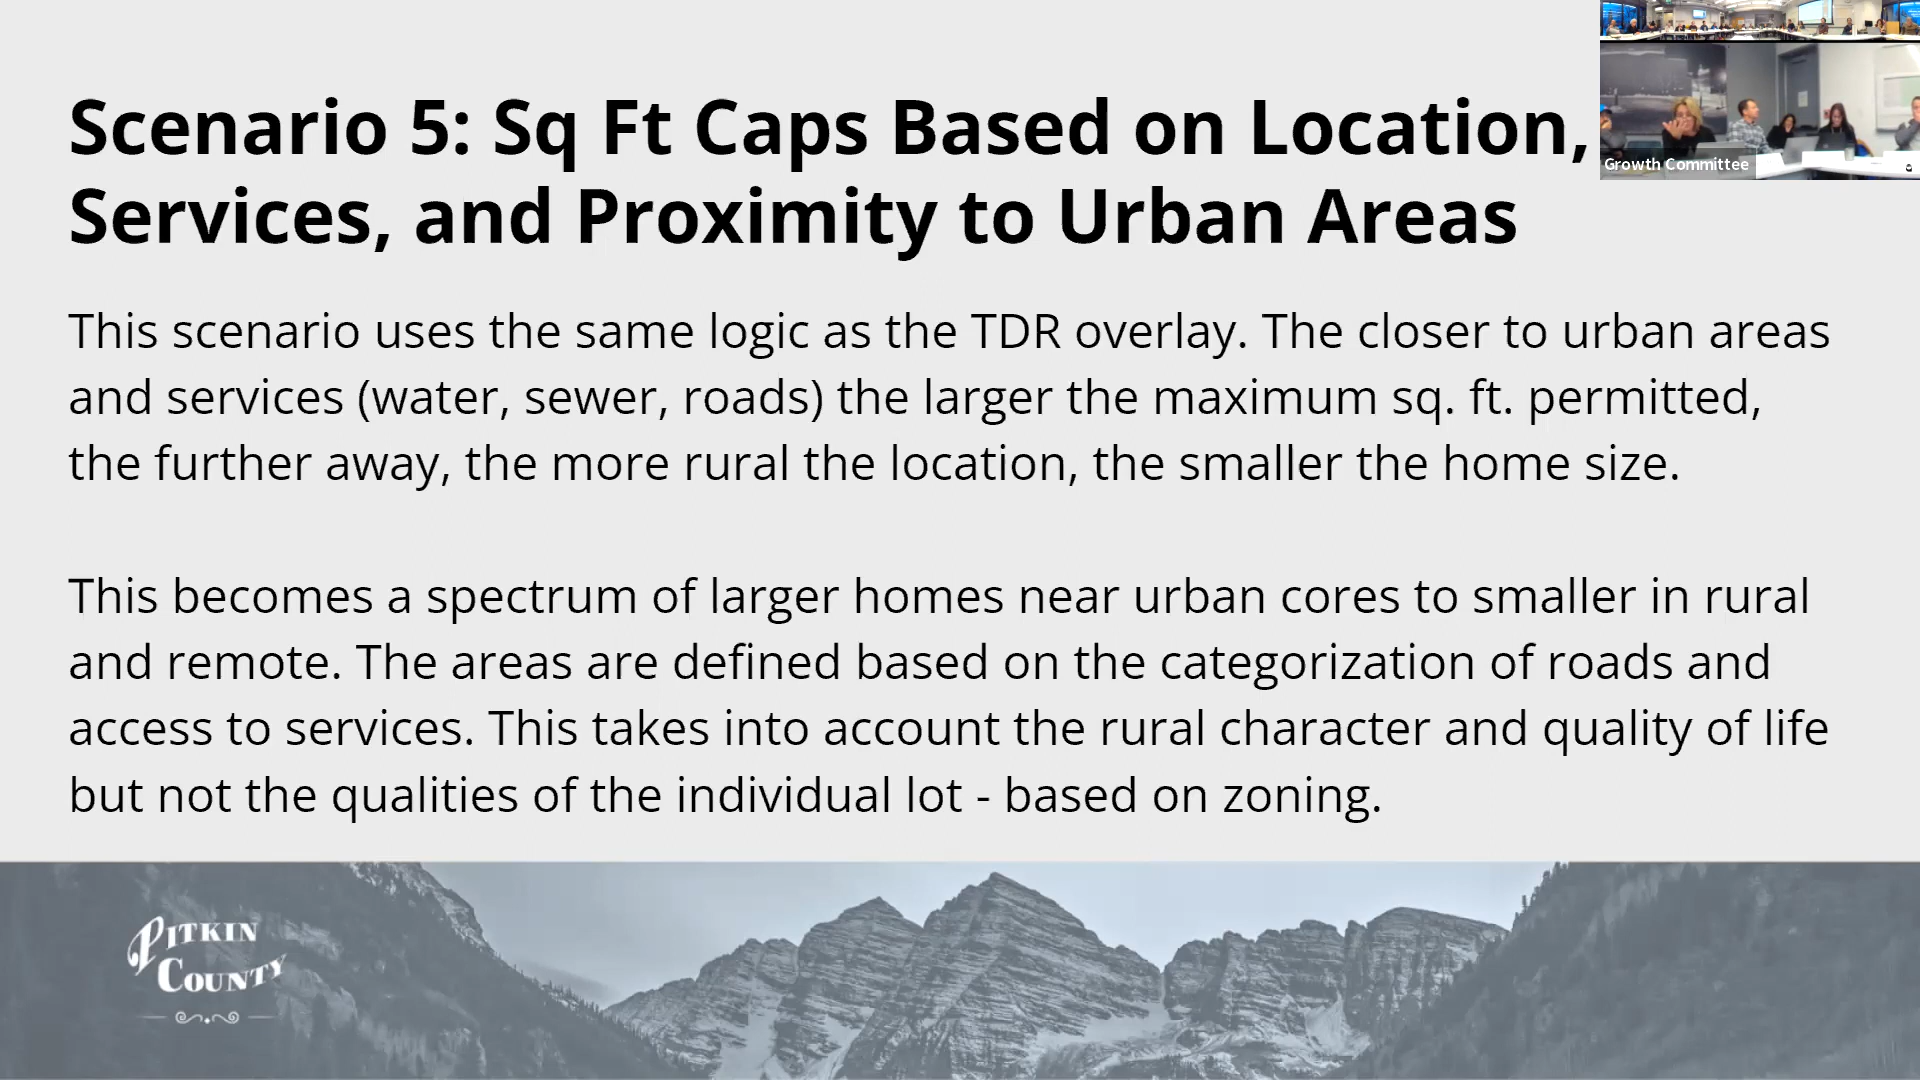 Scenario 5: Sq Ft Caps Based on Location,
Services, and Proximity to Urban Areas
Growth Committee
This scenario uses the same logic as the TDR overlay. The closer to urban areas
and services (water, sewer, roads) the larger the maximum sq. ft. permitted,
the further away, the more rural the location, the smaller the home size.
This becomes a spectrum of larger homes near urban cores to smaller in rural
and remote. The areas are defined based on the categorization of roads and
access to services. This takes into account the rural character and quality of life
but not the qualities of the individual lot - based on zoning.
PITKIN
COUNTY